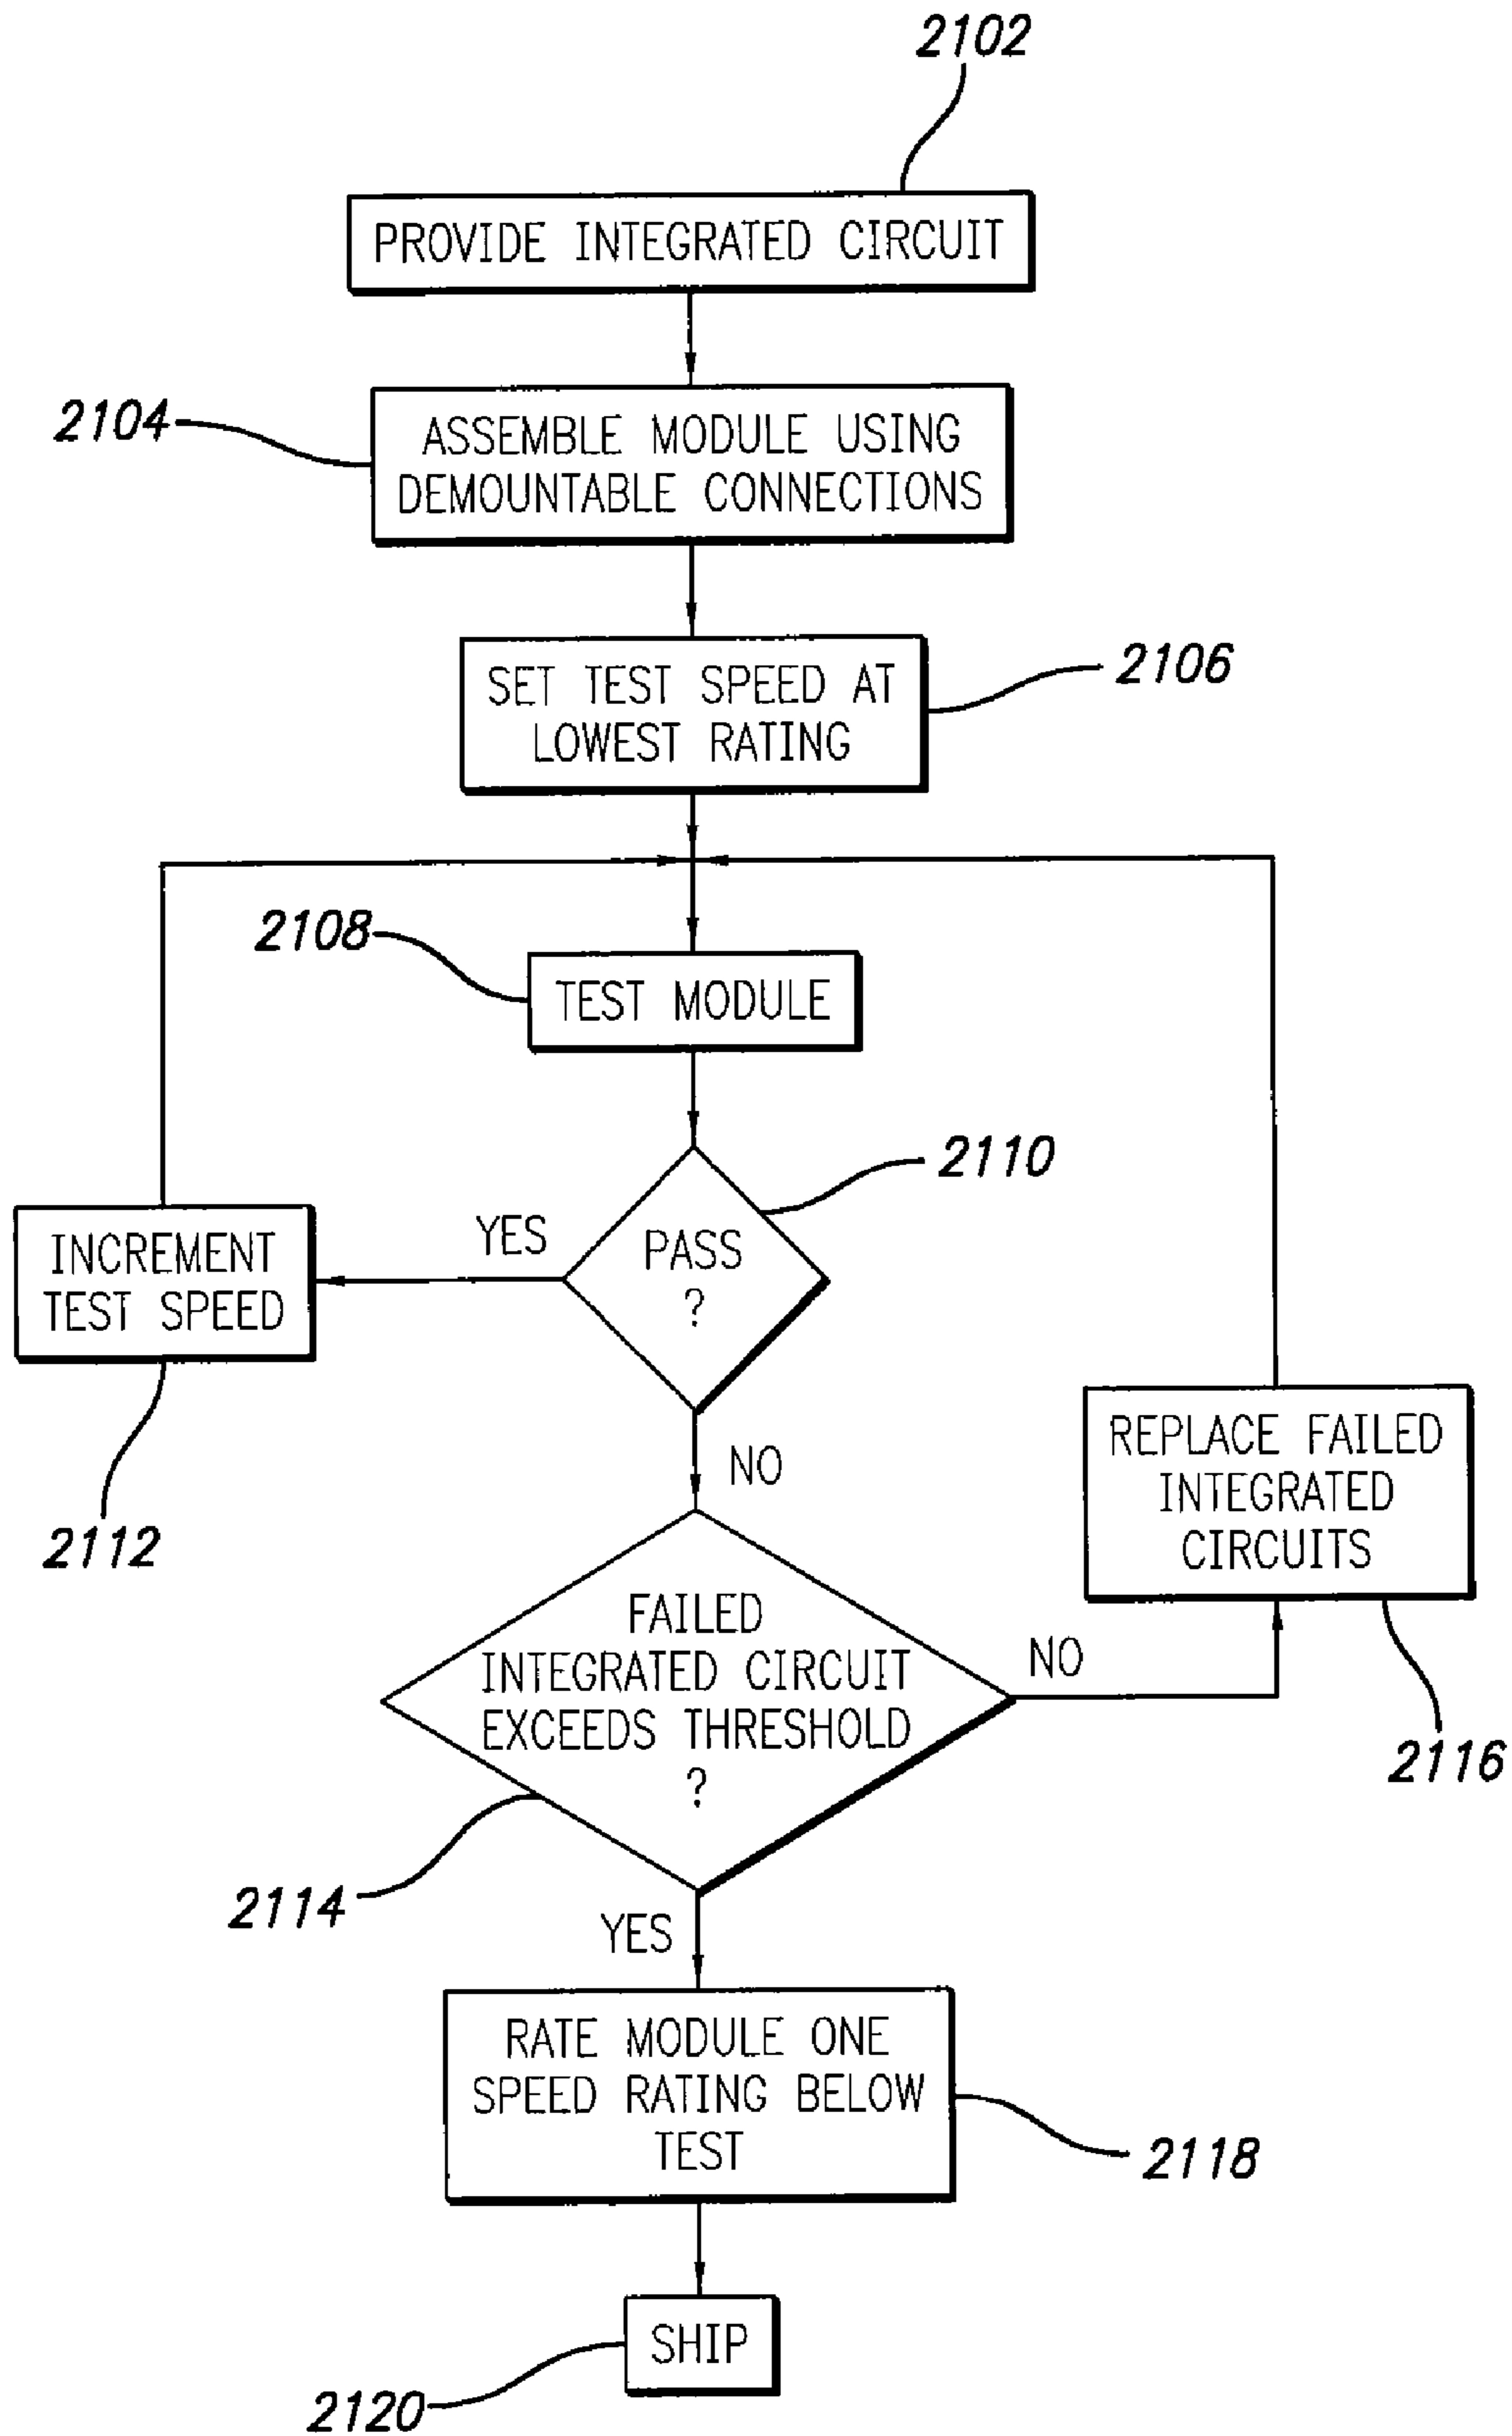 2102
PROVIDE INTEGRATED CIRCUIT
2104
ASSEMBLE MODULE USING
DEMOUNTABLE CONNECTIONS
2106
SET TEST SPEED AT
LOWEST RATING
2108
TEST MODULE
2110
PASS
?
YES
INCREMENT
TEST SPEED
2112
NO
REPLACE FAILED
INTEGRATED
CIRCUITS
2116
FAILED
INTEGRATED CIRCUIT
EXCEEDS THRESHOLD
?
NO
2114
YES
RATE MODULE ONE
SPEED RATING BELOW
TEST
2118
SHIP
2120